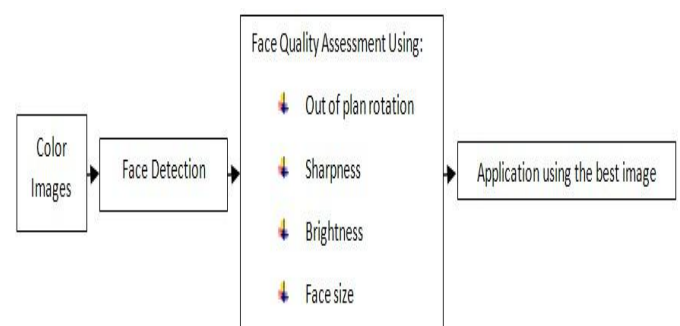 Color
Images
Face Detection
Face Quality Assessment Using:
Out of plan rotation
Sharpness
Brightness
Face size
Application using the best image